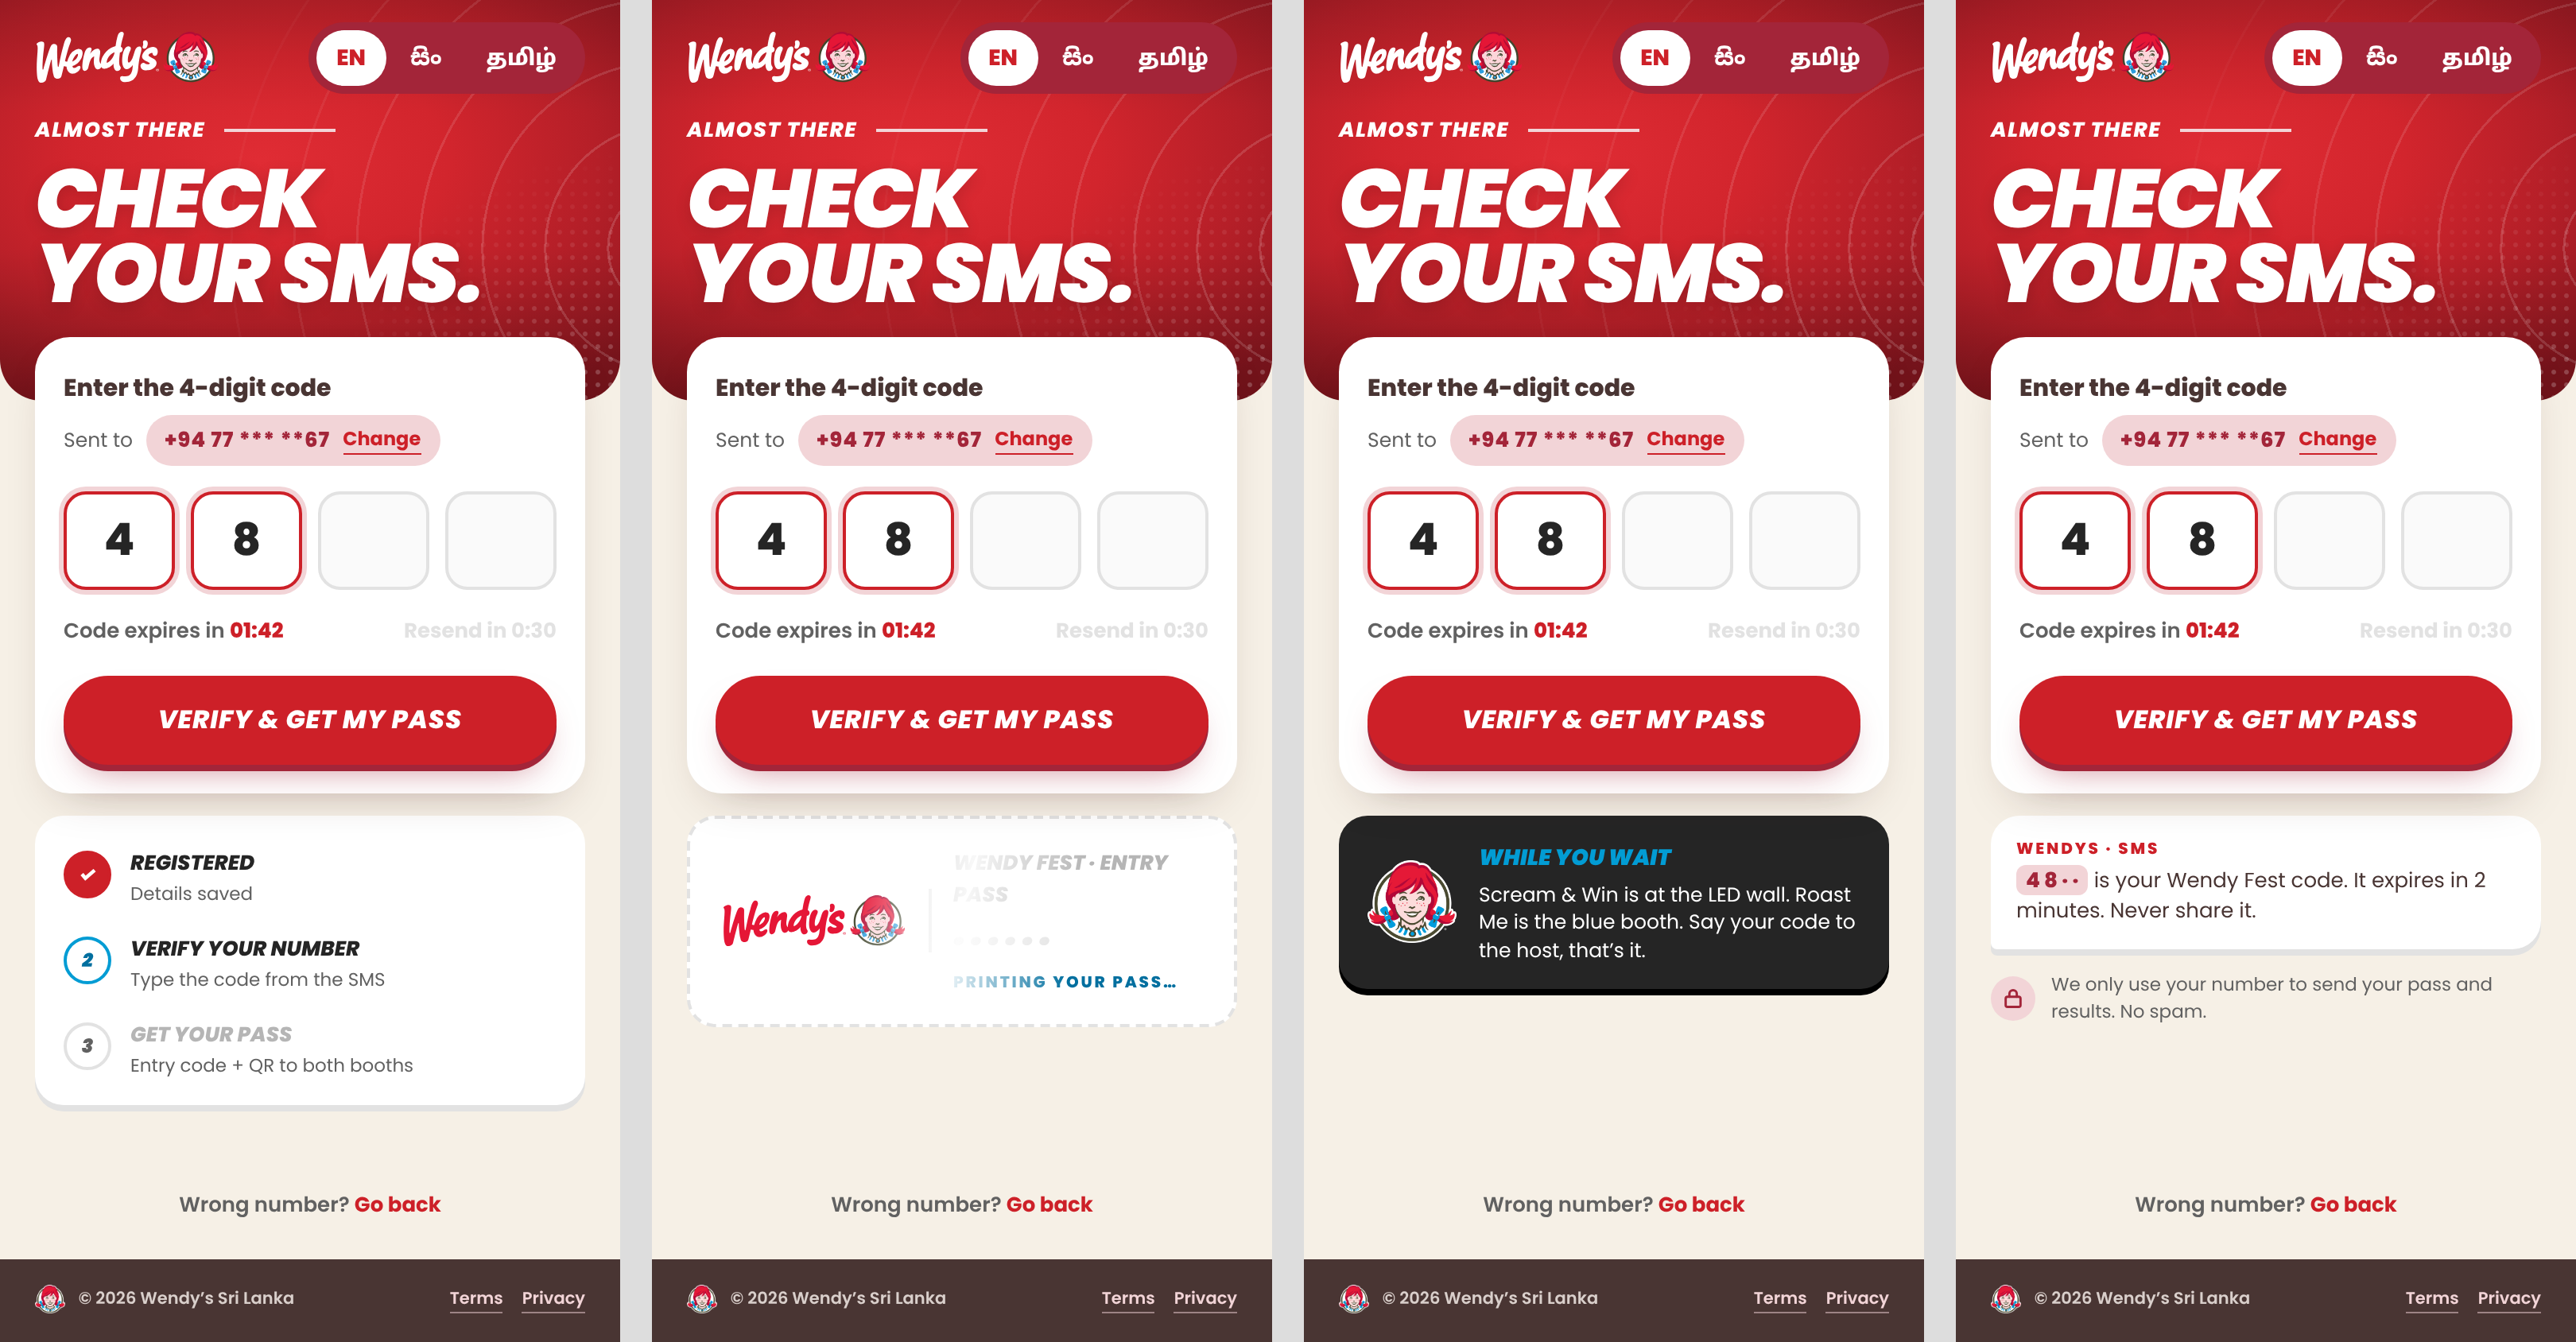 Wendy's
EN සිං தமிழ்
ALMOST THERE
CHECK
YOUR SMS.
Enter the 4-digit code
Sent to +94 77 *** **67 Change
4 8
Code expires in 01:42 Resend in 0:30
VERIFY & GET MY PASS
REGISTERED
Details saved
2 VERIFY YOUR NUMBER
Type the code from the SMS
3 GET YOUR PASS
Entry code + QR to both booths
Wrong number? Go back
© 2026 Wendy’s Sri Lanka Terms Privacy
Wendy's
EN සිං தமிழ்
ALMOST THERE
CHECK
YOUR SMS.
Enter the 4-digit code
Sent to +94 77 *** **67 Change
4 8
Code expires in 01:42 Resend in 0:30
VERIFY & GET MY PASS
Wendy's
WENDY FEST · ENTRY
PASS
••••••
PRINTING YOUR PASS…
Wrong number? Go back
© 2026 Wendy’s Sri Lanka Terms Privacy
Wendy's
EN සිං தமிழ்
ALMOST THERE
CHECK
YOUR SMS.
Enter the 4-digit code
Sent to +94 77 *** **67 Change
4 8
Code expires in 01:42 Resend in 0:30
VERIFY & GET MY PASS
WHILE YOU WAIT
Scream & Win is at the LED wall. Roast
Me is the blue booth. Say your code to
the host, that’s it.
Wrong number? Go back
© 2026 Wendy’s Sri Lanka Terms Privacy
Wendy's
EN සිං தமிழ்
ALMOST THERE
CHECK
YOUR SMS.
Enter the 4-digit code
Sent to +94 77 *** **67 Change
4 8
Code expires in 01:42 Resend in 0:30
VERIFY & GET MY PASS
WENDYS · SMS
4 8 · · is your Wendy Fest code. It expires in 2
minutes. Never share it.
We only use your number to send your pass and
results. No spam.
Wrong number? Go back
© 2026 Wendy’s Sri Lanka Terms Privacy